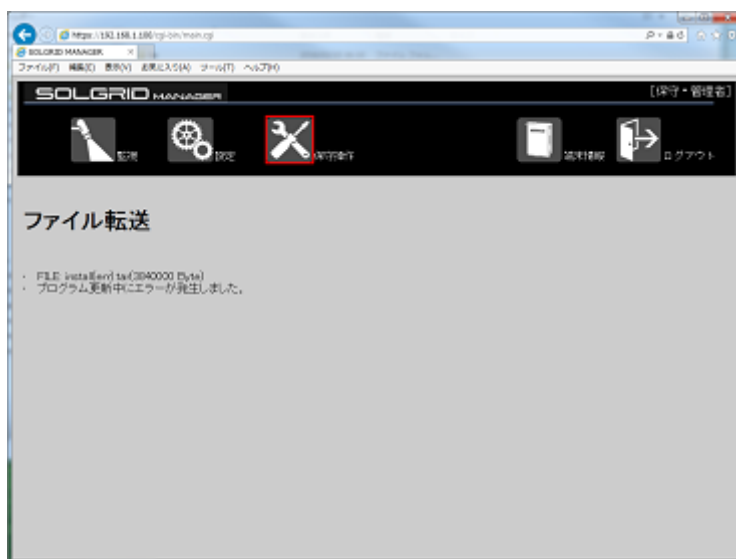 https://192.168.1.100/cgi-bin/main.cgi
SOLGRID MANAGER
ファイル(F) 編集(E) 表示(V) お気に入り(A) ツール(T) ヘルプ(H)
SOLGRID MANAGER [保守・管理者]
監視 設定 保守操作 端末情報 ログアウト
ファイル転送
・ FILE: install(err).tar(3840000 Byte)
・ プログラム更新中にエラーが発生しました。